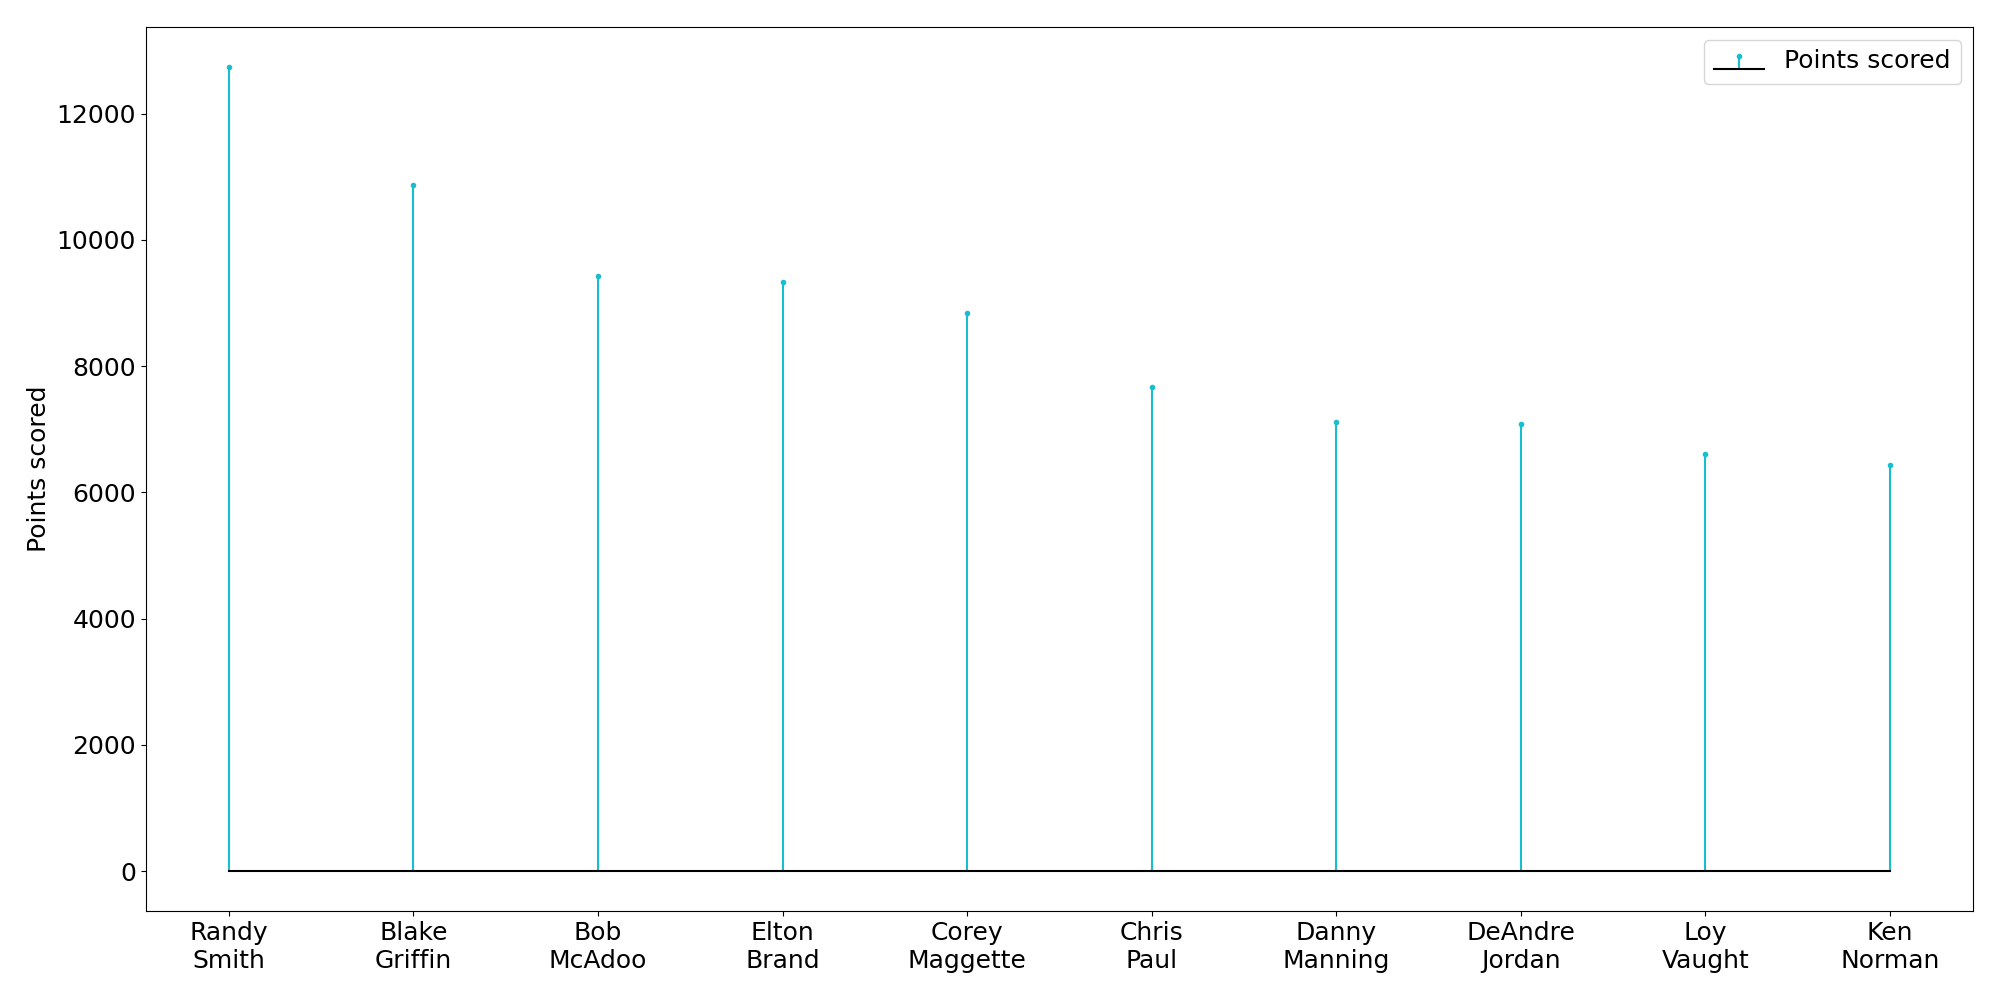 Points scored
12000
10000
8000
6000
4000
2000
0
Points scored
Randy
Smith
Blake
Griffin
Bob
McAdoo
Elton
Brand
Corey
Maggette
Chris
Paul
Danny
Manning
DeAndre
Jordan
Loy
Vaught
Ken
Norman